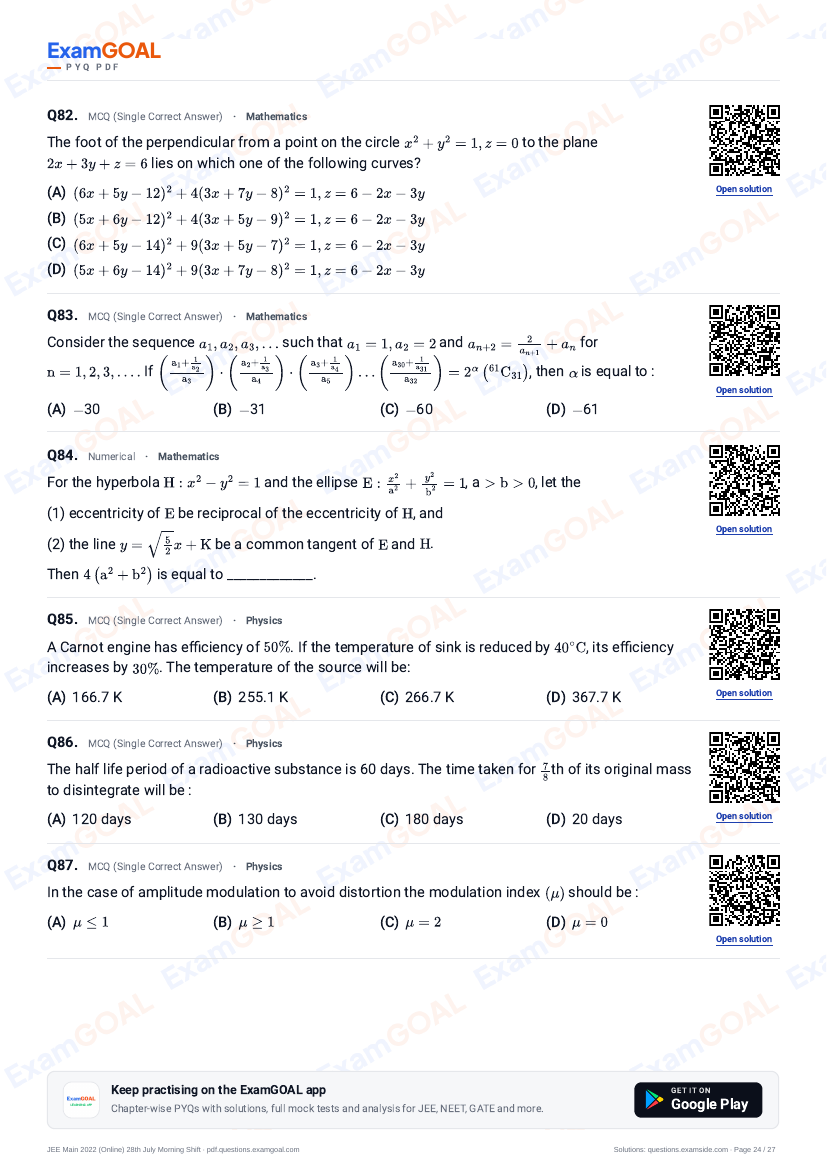 ExamGOAL
PYQ PDF
Q82. MCQ (Single Correct Answer) · Mathematics
The foot of the perpendicular from a point on the circle x² + y² = 1, z = 0 to the plane
2x + 3y + z = 6 lies on which one of the following curves?
(A) (6x + 5y − 12)² + 4(3x + 7y − 8)² = 1, z = 6 − 2x − 3y
(B) (5x + 6y − 12)² + 4(3x + 5y − 9)² = 1, z = 6 − 2x − 3y
(C) (6x + 5y − 14)² + 9(3x + 5y − 7)² = 1, z = 6 − 2x − 3y
(D) (5x + 6y − 14)² + 9(3x + 7y − 8)² = 1, z = 6 − 2x − 3y
Open solution
Q83. MCQ (Single Correct Answer) · Mathematics
Consider the sequence a₁, a₂, a₃, … such that a₁ = 1, a₂ = 2 and aₙ₊₂ = 2/aₙ₊₁ + aₙ for
n = 1, 2, 3, …. If ((a₁ + 1/a₂)/a₃) · ((a₂ + 1/a₃)/a₄) · ((a₃ + 1/a₄)/a₅) … ((a₃₀ + 1/a₃₁)/a₃₂) = 2^α (⁶¹C₃₁), then α is equal to :
(A) −30 (B) −31 (C) −60 (D) −61
Open solution
Q84. Numerical · Mathematics
For the hyperbola H : x² − y² = 1 and the ellipse E : x²/a² + y²/b² = 1, a > b > 0, let the
(1) eccentricity of E be reciprocal of the eccentricity of H, and
(2) the line y = √(5/2)x + K be a common tangent of E and H.
Then 4 (a² + b²) is equal to _____________.
Open solution
Q85. MCQ (Single Correct Answer) · Physics
A Carnot engine has efficiency of 50%. If the temperature of sink is reduced by 40°C, its efficiency
increases by 30%. The temperature of the source will be:
(A) 166.7 K (B) 255.1 K (C) 266.7 K (D) 367.7 K
Open solution
Q86. MCQ (Single Correct Answer) · Physics
The half life period of a radioactive substance is 60 days. The time taken for 7/8th of its original mass
to disintegrate will be :
(A) 120 days (B) 130 days (C) 180 days (D) 20 days
Open solution
Q87. MCQ (Single Correct Answer) · Physics
In the case of amplitude modulation to avoid distortion the modulation index (μ) should be :
(A) μ ≤ 1 (B) μ ≥ 1 (C) μ = 2 (D) μ = 0
Open solution
Keep practising on the ExamGOAL app
Chapter-wise PYQs with solutions, full mock tests and analysis for JEE, NEET, GATE and more.
GET IT ON
Google Play
JEE Main 2022 (Online) 28th July Morning Shift · pdf.questions.examgoal.com
Solutions: questions.examside.com · Page 24 / 27